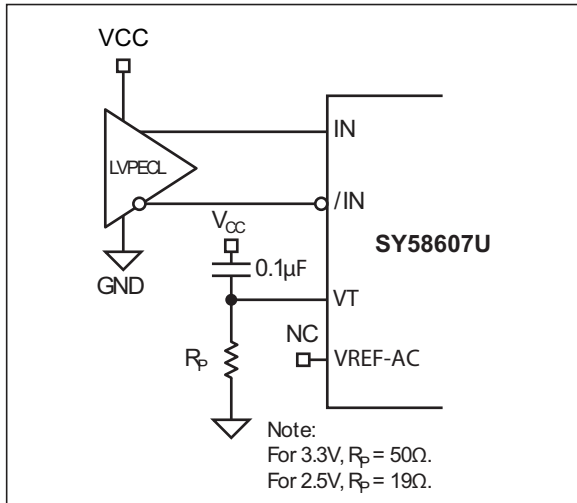 VCC
LVPECL
GND
IN
/IN
SY58607U
VCC
0.1µF
VT
NC
VREF-AC
RP
Note:
For 3.3V, RP = 50Ω.
For 2.5V, RP = 19Ω.